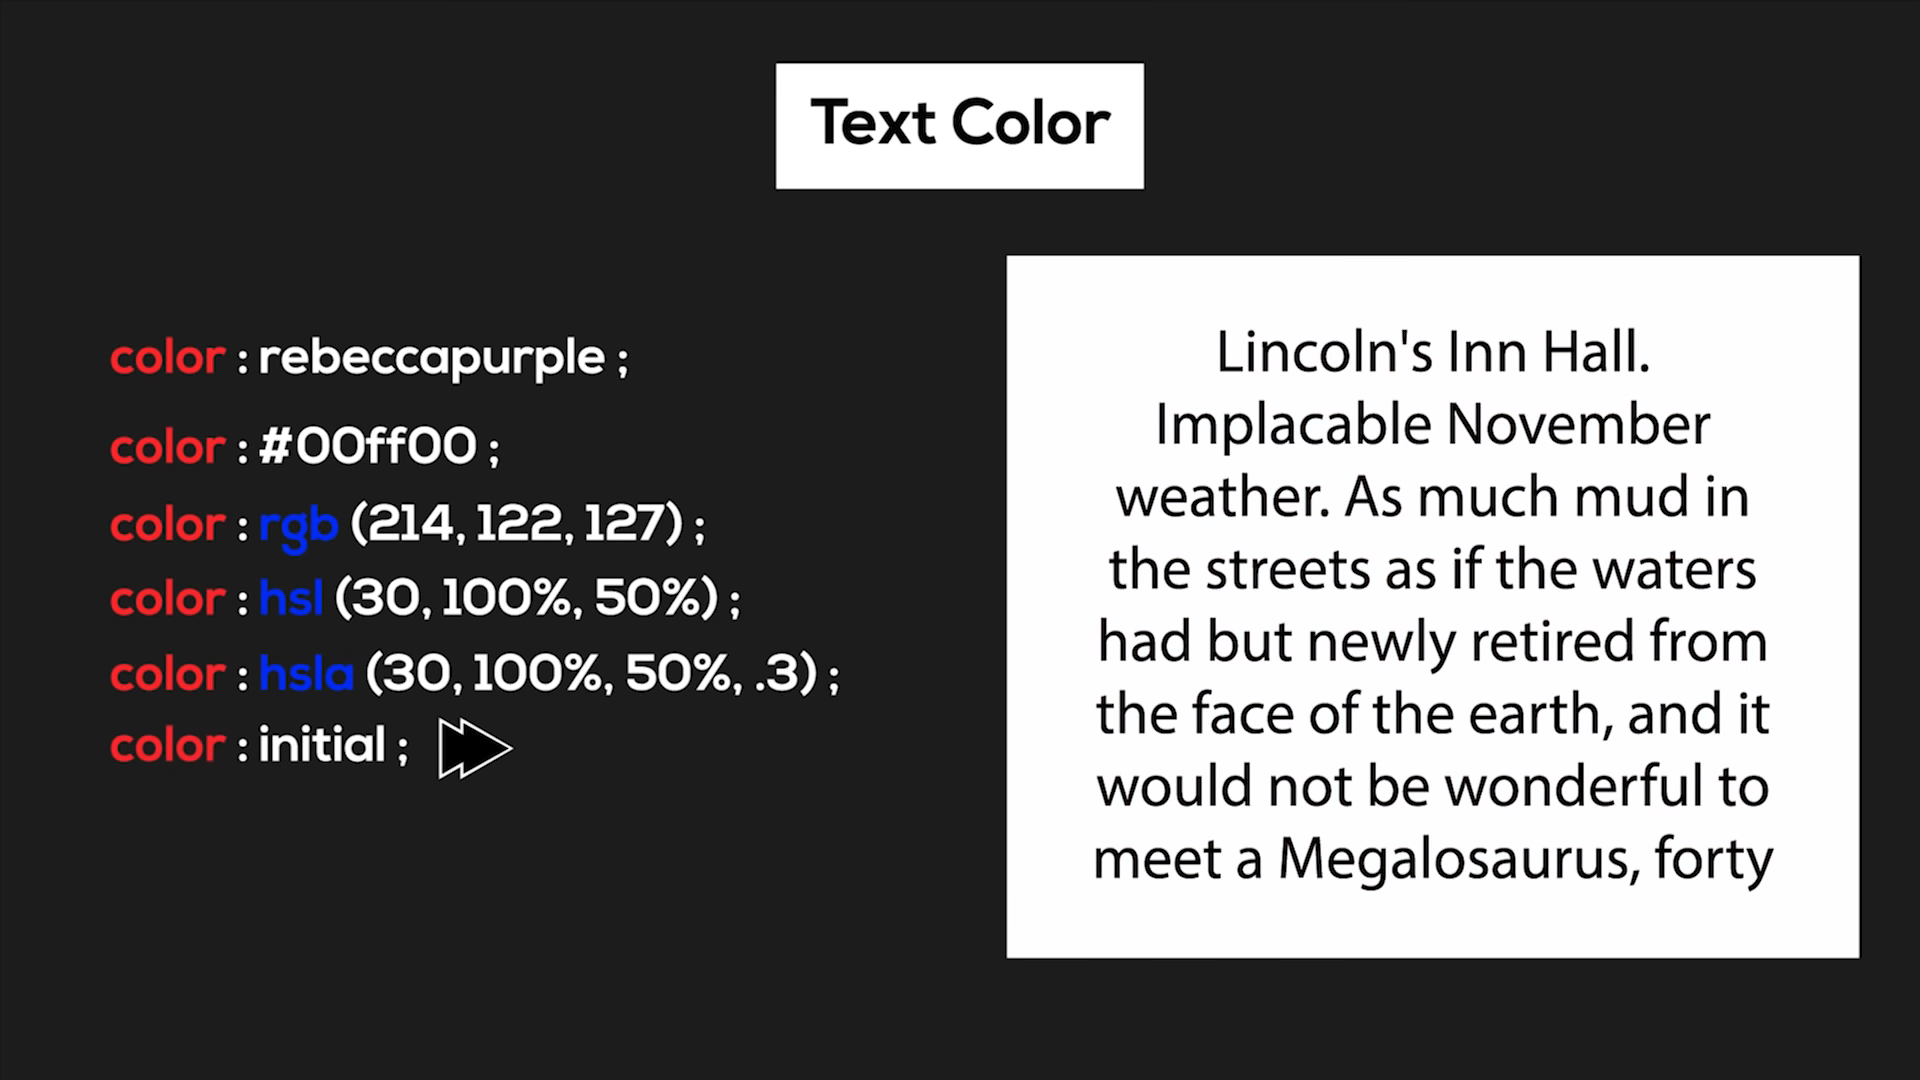 Text Color
color : rebeccapurple ;
color : #00ff00 ;
color : rgb (214, 122, 127) ;
color : hsl (30, 100%, 50%) ;
color : hsla (30, 100%, 50%, .3) ;
color : initial ;
Lincoln's Inn Hall.
Implacable November
weather. As much mud in
the streets as if the waters
had but newly retired from
the face of the earth, and it
would not be wonderful to
meet a Megalosaurus, forty